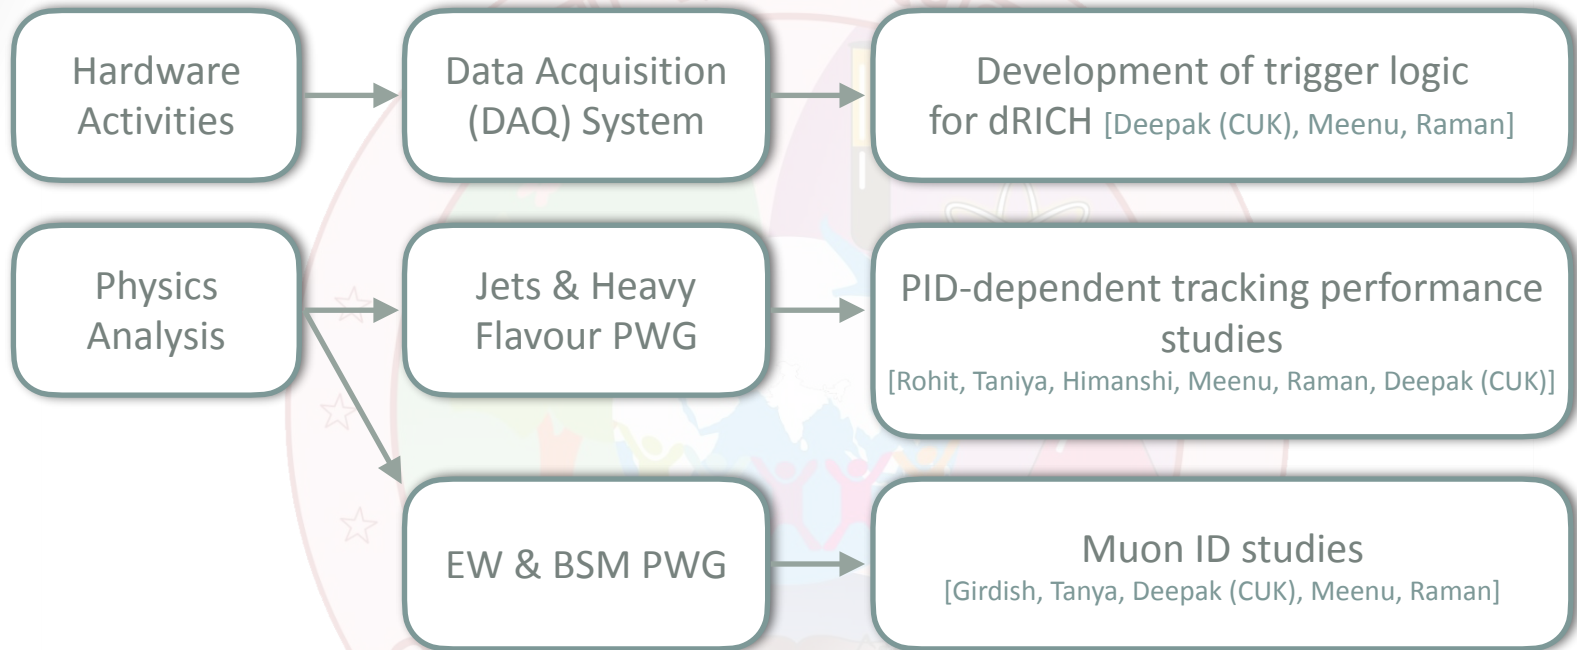 Hardware
Activities
Data Acquisition
(DAQ) System
Development of trigger logic
for dRICH [Deepak (CUK), Meenu, Raman]
Physics
Analysis
Jets & Heavy
Flavour PWG
PID-dependent tracking performance
studies
[Rohit, Taniya, Himanshi, Meenu, Raman, Deepak (CUK)]
EW & BSM PWG
Muon ID studies
[Girdish, Tanya, Deepak (CUK), Meenu, Raman]